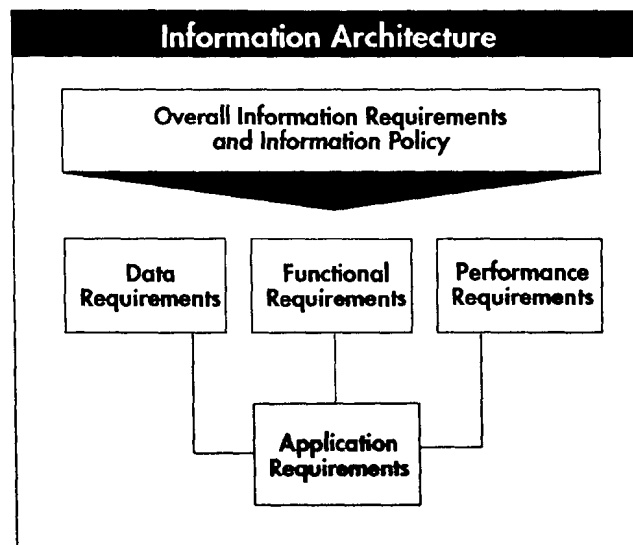 Information Architecture
Overall Information Requirements
and Information Policy
Data
Requirements
Functional
Requirements
Performance
Requirements
Application
Requirements